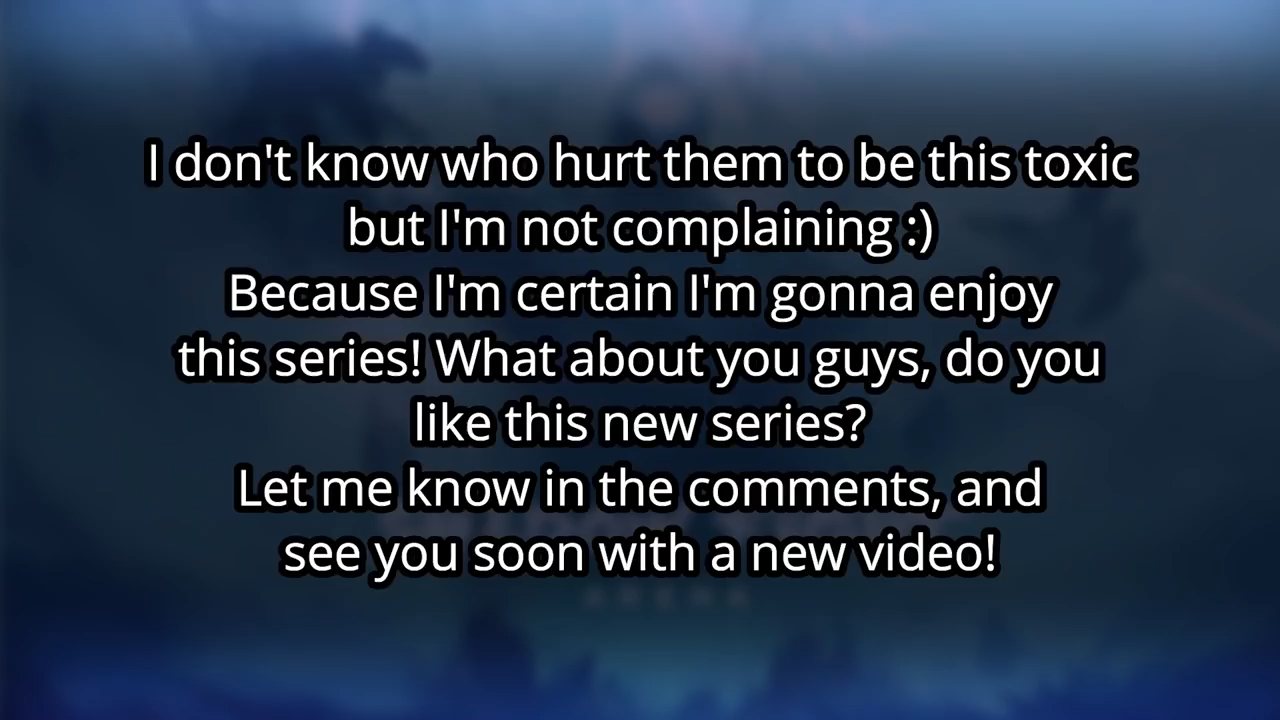 I don't know who hurt them to be this toxic
but I'm not complaining :)
Because I'm certain I'm gonna enjoy
this series! What about you guys, do you
like this new series?
Let me know in the comments, and
see you soon with a new video!
ARENA